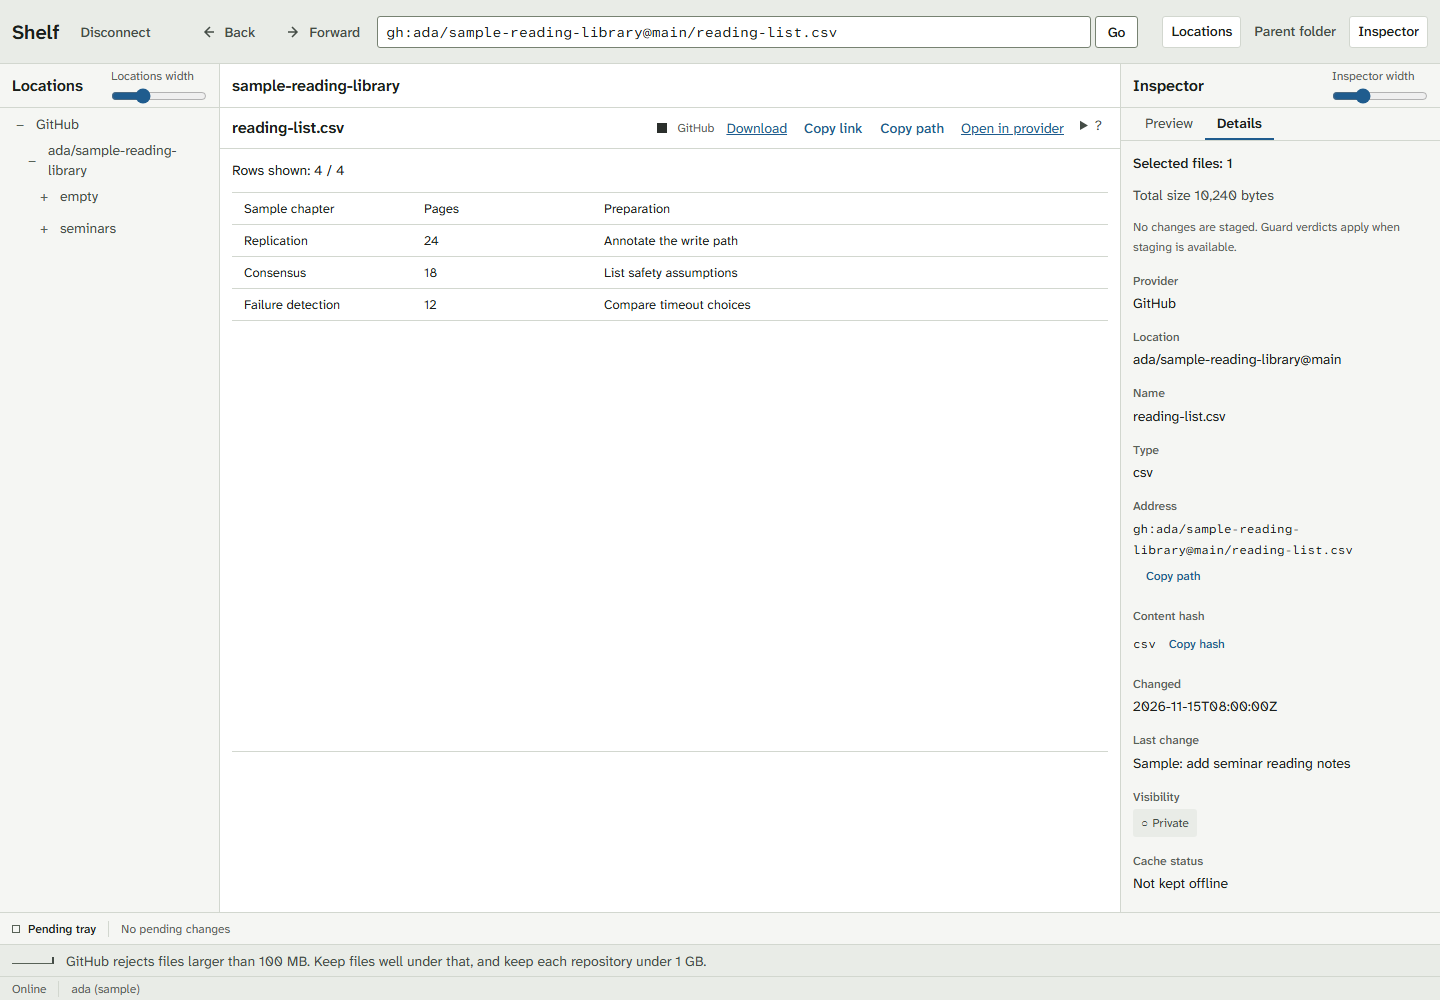 Shelf Disconnect ← Back → Forward gh:ada/sample-reading-library@main/reading-list.csv Go Locations Parent folder Inspector
Locations Locations width
− GitHub
− ada/sample-reading-
library
+ empty
+ seminars
sample-reading-library
reading-list.csv GitHub Download Copy link Copy path Open in provider ▶ ?
Rows shown: 4 / 4
Sample chapter Pages Preparation
Replication 24 Annotate the write path
Consensus 18 List safety assumptions
Failure detection 12 Compare timeout choices
Inspector Inspector width
Preview Details
Selected files: 1
Total size 10,240 bytes
No changes are staged. Guard verdicts apply when
staging is available.
Provider
GitHub
Location
ada/sample-reading-library@main
Name
reading-list.csv
Type
csv
Address
gh:ada/sample-reading-
library@main/reading-list.csv
Copy path
Content hash
csv Copy hash
Changed
2026-11-15T08:00:00Z
Last change
Sample: add seminar reading notes
Visibility
○ Private
Cache status
Not kept offline
Pending tray No pending changes
GitHub rejects files larger than 100 MB. Keep files well under that, and keep each repository under 1 GB.
Online ada (sample)